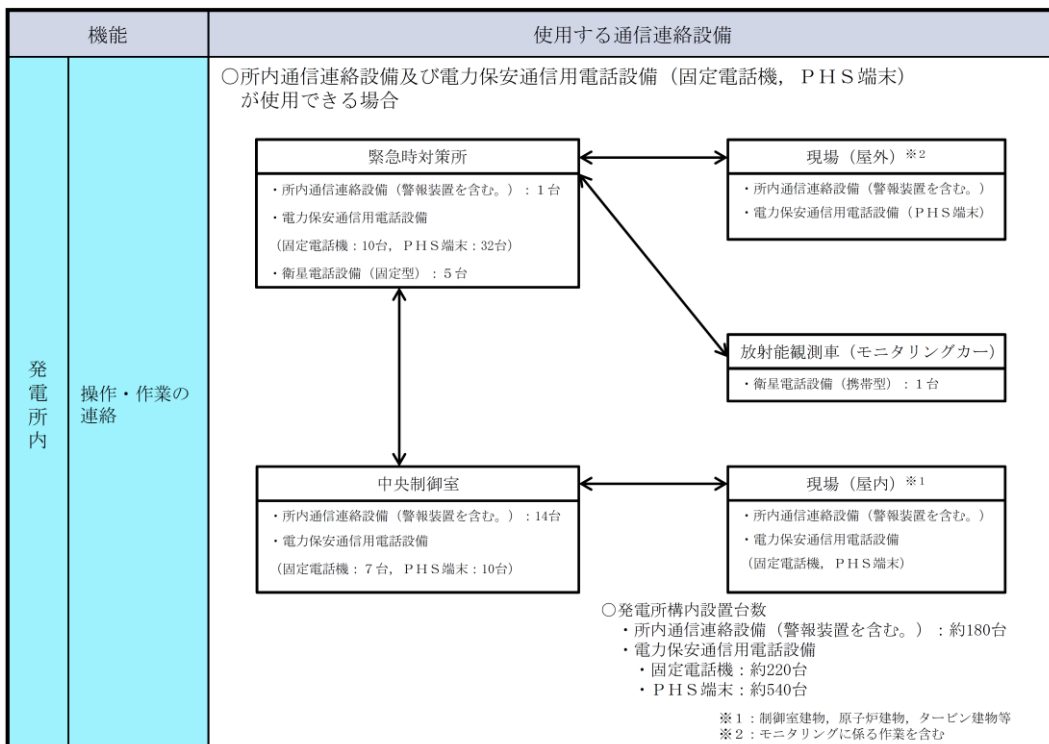 機能
使用する通信連絡設備
発電所内
操作・作業の
連絡
○所内通信連絡設備及び電力保安通信用電話設備（固定電話機，ＰＨＳ端末）
が使用できる場合
緊急時対策所
・所内通信連絡設備（警報装置を含む。）：１台
・電力保安通信用電話設備
（固定電話機：10台，ＰＨＳ端末：32台）
・衛星電話設備（固定型）：５台
現場（屋外）※２
・所内通信連絡設備（警報装置を含む。）
・電力保安通信用電話設備（PHS端末）
放射能観測車（モニタリングカー）
・衛星電話設備（携帯型）：１台
中央制御室
・所内通信連絡設備（警報装置を含む。）：14台
・電力保安通信用電話設備
（固定電話機：７台，ＰＨＳ端末：10台）
現場（屋内）※１
・所内通信連絡設備（警報装置を含む。）
・電力保安通信用電話設備
（固定電話機，ＰＨＳ端末）
○発電所構内設置台数
・所内通信連絡設備（警報装置を含む。）：約180台
・電力保安通信用電話設備
・固定電話機：約220台
・ＰＨＳ端末：約540台
※１：制御室建物，原子炉建物，タービン建物等
※２：モニタリングに係る作業を含む